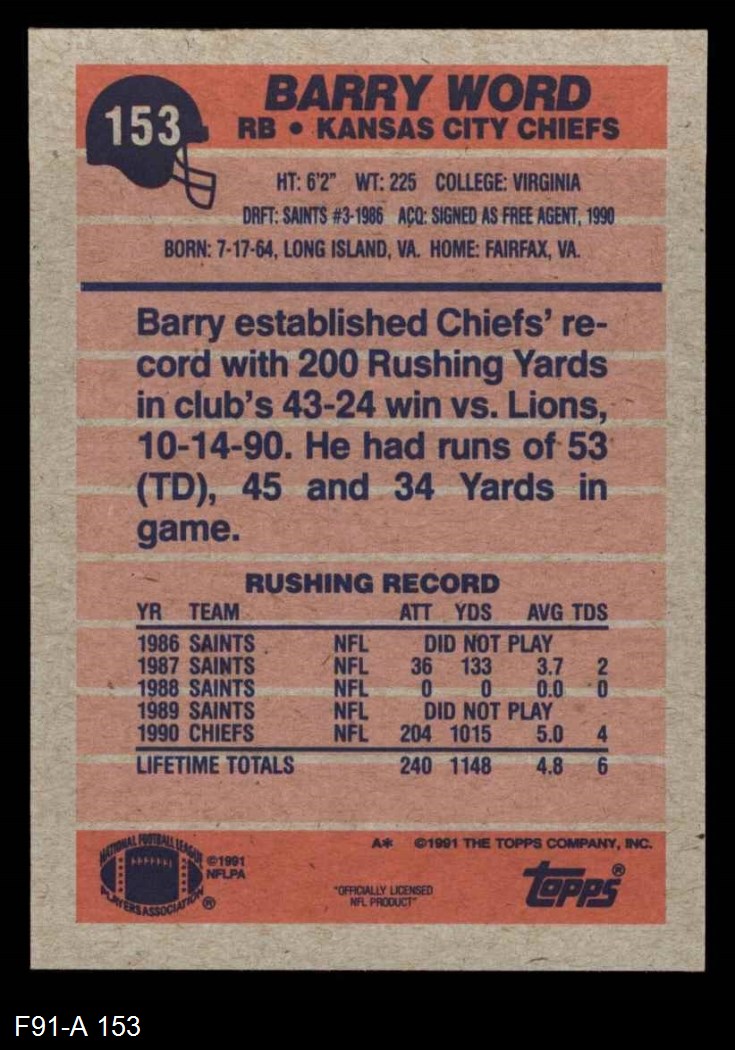 153
BARRY WORD
RB • KANSAS CITY CHIEFS
HT: 6'2" WT: 225 COLLEGE: VIRGINIA
DRFT: SAINTS #3-1986 ACQ: SIGNED AS FREE AGENT, 1990
BORN: 7-17-64, LONG ISLAND, VA. HOME: FAIRFAX, VA.
Barry established Chiefs' re-
cord with 200 Rushing Yards
in club's 43-24 win vs. Lions,
10-14-90. He had runs of 53
(TD), 45 and 34 Yards in
game.
RUSHING RECORD
YR TEAM ATT YDS AVG TDS
1986 SAINTS NFL DID NOT PLAY
1987 SAINTS NFL 36 133 3.7 2
1988 SAINTS NFL 0 0 0.0 0
1989 SAINTS NFL DID NOT PLAY
1990 CHIEFS NFL 204 1015 5.0 4
LIFETIME TOTALS 240 1148 4.8 6
A* ©1991 THE TOPPS COMPANY, INC.
NATIONAL FOOTBALL LEAGUE
PLAYERS ASSOCIATION ®
©1991
NFLPA
"OFFICIALLY LICENSED
NFL PRODUCT"
topps®
F91-A 153